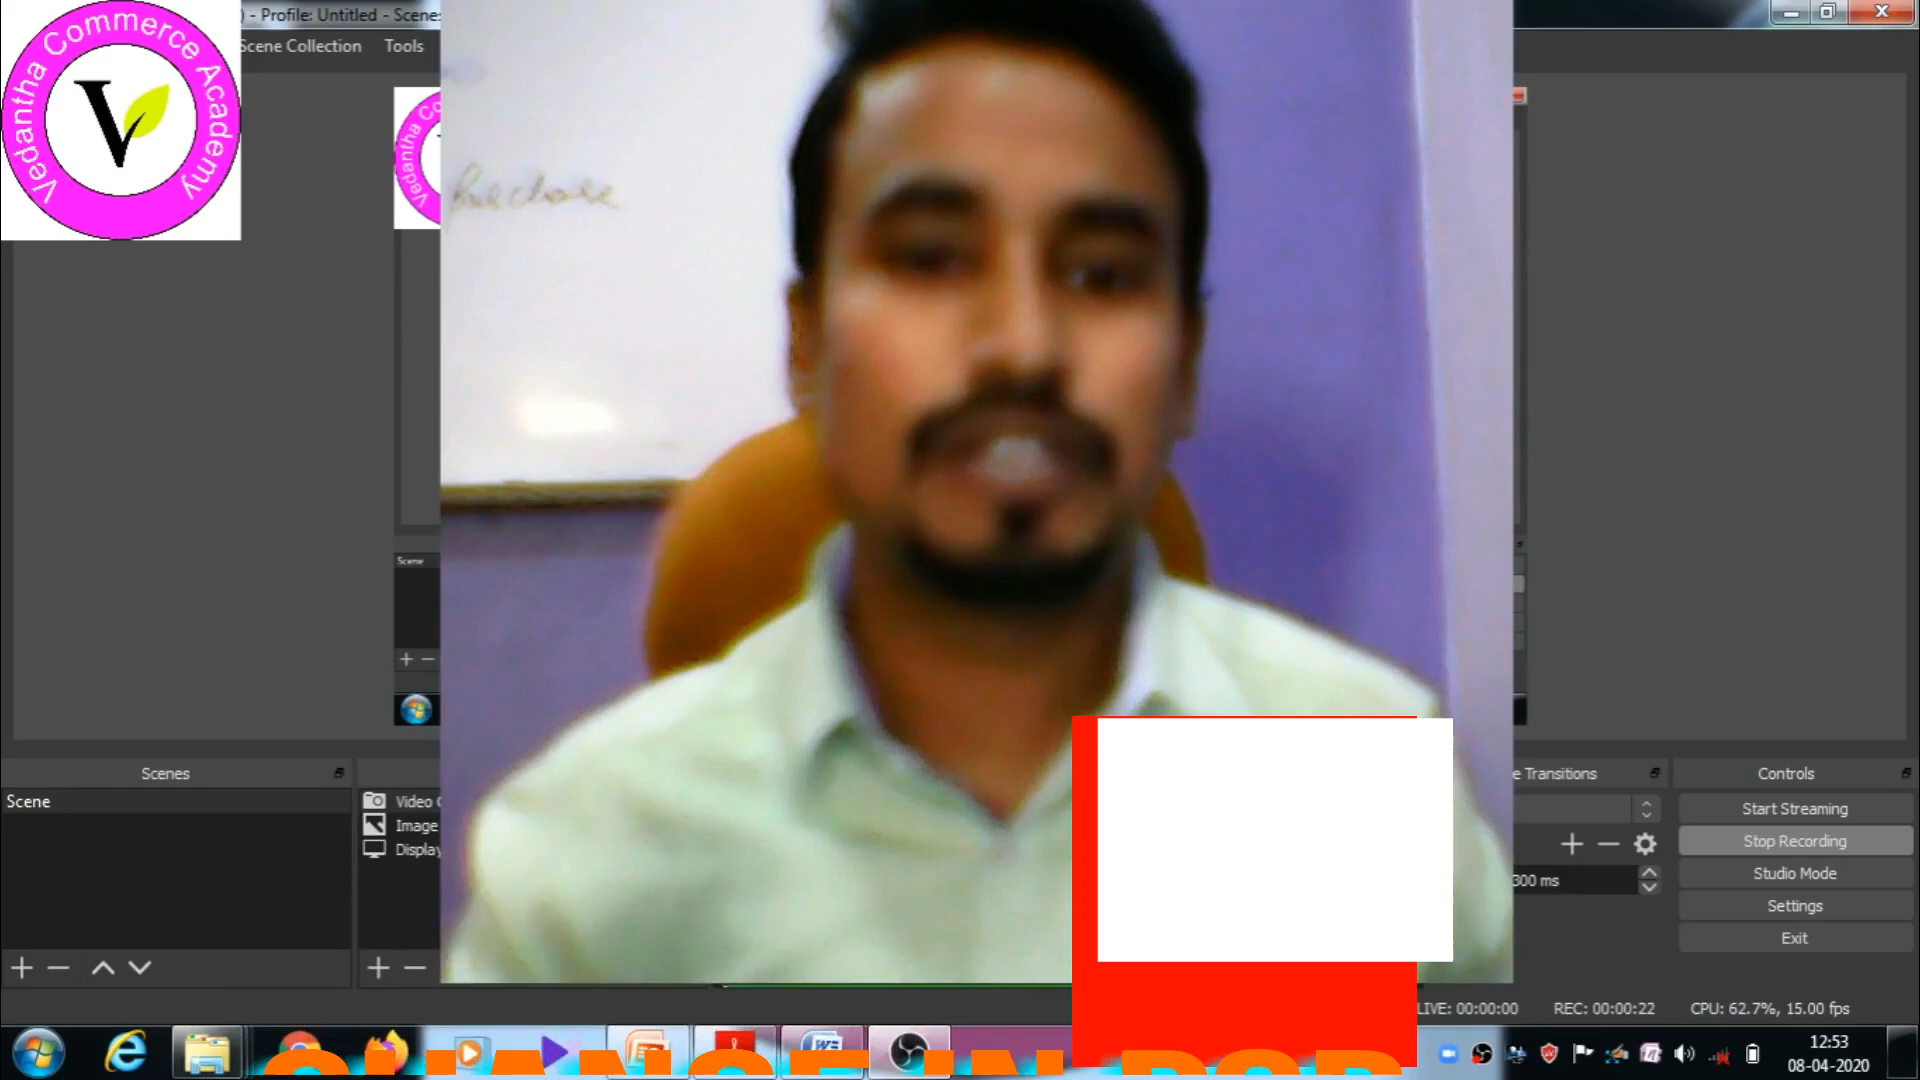 Vedantha Commerce Academy
V
) - Profile: Untitled - Scene:
Scene Collection Tools
Purchase
Scene
Scenes
Scene
Video
Image
Display
e Transitions
300 ms
Controls
Start Streaming
Stop Recording
Studio Mode
Settings
Exit
LIVE: 00:00:00 REC: 00:00:22 CPU: 62.7%, 15.00 fps
12:53
08-04-2020